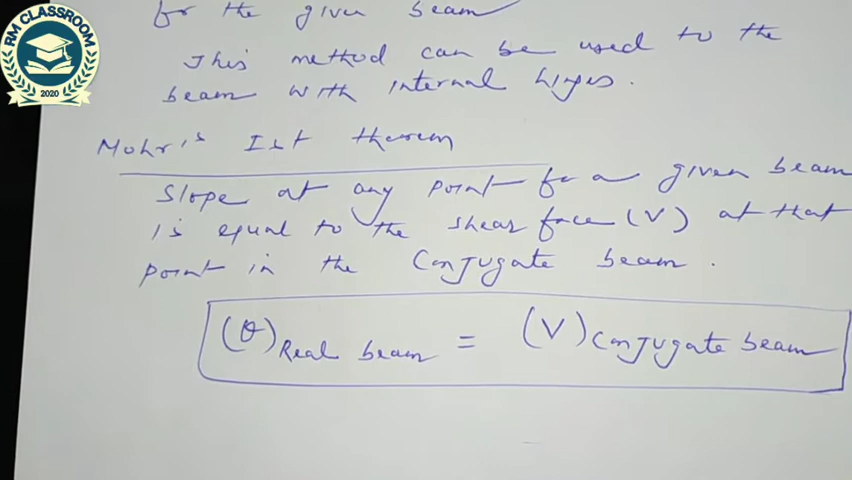 RM CLASSROOM
2020
for the given beam
This method can be used to the
beam with internal hinges.
Mohr's Ist theorem
Slope at any point for a given beam
is equal to the shear force (V) at that
point in the Conjugate beam.
(θ)Real beam = (V)Conjugate beam